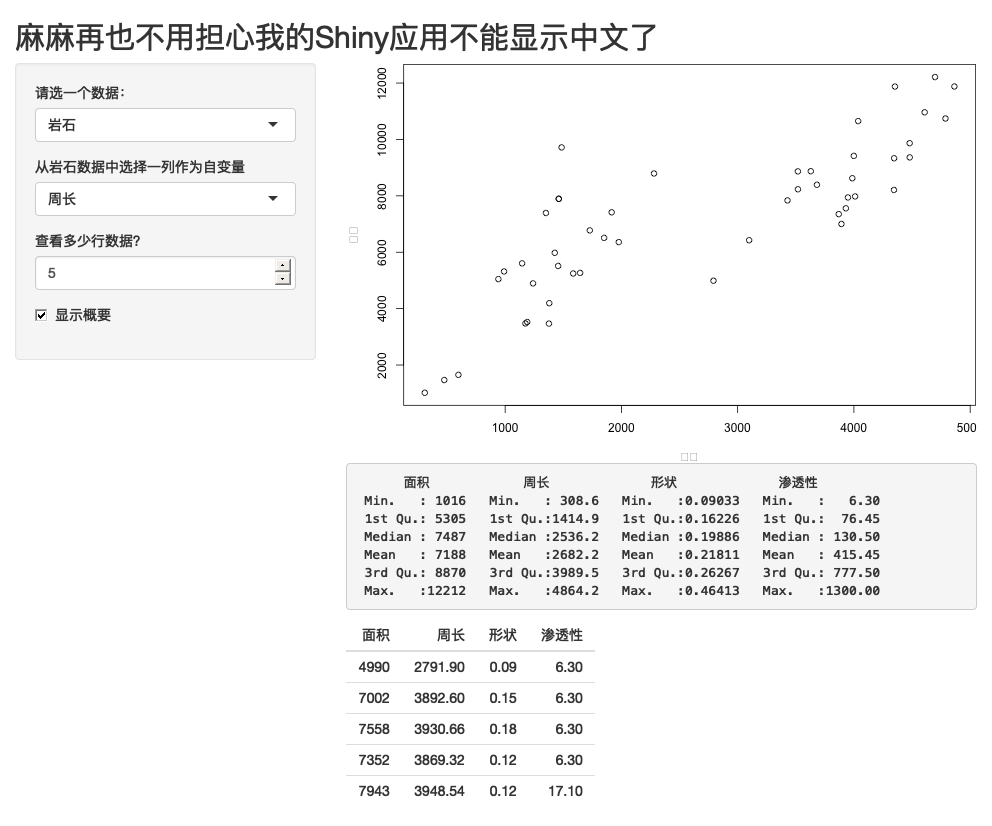 麻麻再也不用担心我的Shiny应用不能显示中文了
请选一个数据:
岩石
从岩石数据中选择一列作为自变量
周长
查看多少行数据?
5
显示概要
12000
10000
8000
6000
4000
2000
1000 2000 3000 4000 500
面积 周长 形状 渗透性
Min. : 1016 Min. : 308.6 Min. :0.09033 Min. : 6.30
1st Qu.: 5305 1st Qu.:1414.9 1st Qu.:0.16226 1st Qu.: 76.45
Median : 7487 Median :2536.2 Median :0.19886 Median : 130.50
Mean : 7188 Mean :2682.2 Mean :0.21811 Mean : 415.45
3rd Qu.: 8870 3rd Qu.:3989.5 3rd Qu.:0.26267 3rd Qu.: 777.50
Max. :12212 Max. :4864.2 Max. :0.46413 Max. :1300.00
面积 周长 形状 渗透性
4990 2791.90 0.09 6.30
7002 3892.60 0.15 6.30
7558 3930.66 0.18 6.30
7352 3869.32 0.12 6.30
7943 3948.54 0.12 17.10